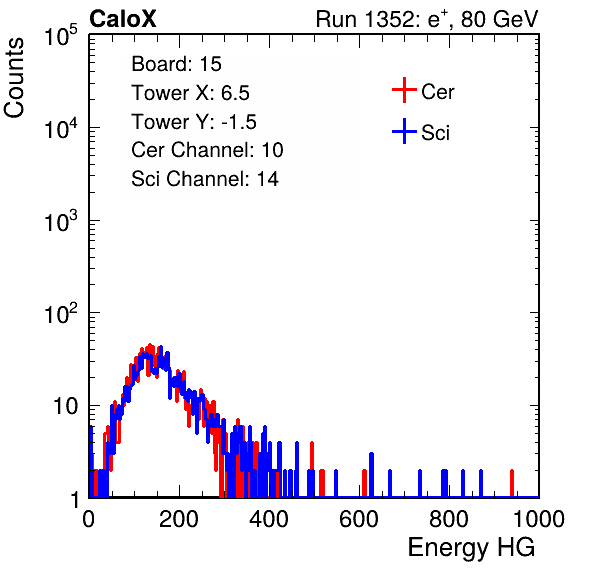 CaloX Run 1352: e⁺, 80 GeV
Counts
Board: 15
Tower X: 6.5
Tower Y: -1.5
Cer Channel: 10
Sci Channel: 14
Cer
Sci
10⁵
10⁴
10³
10²
10
1
0 200 400 600 800 1000
Energy HG